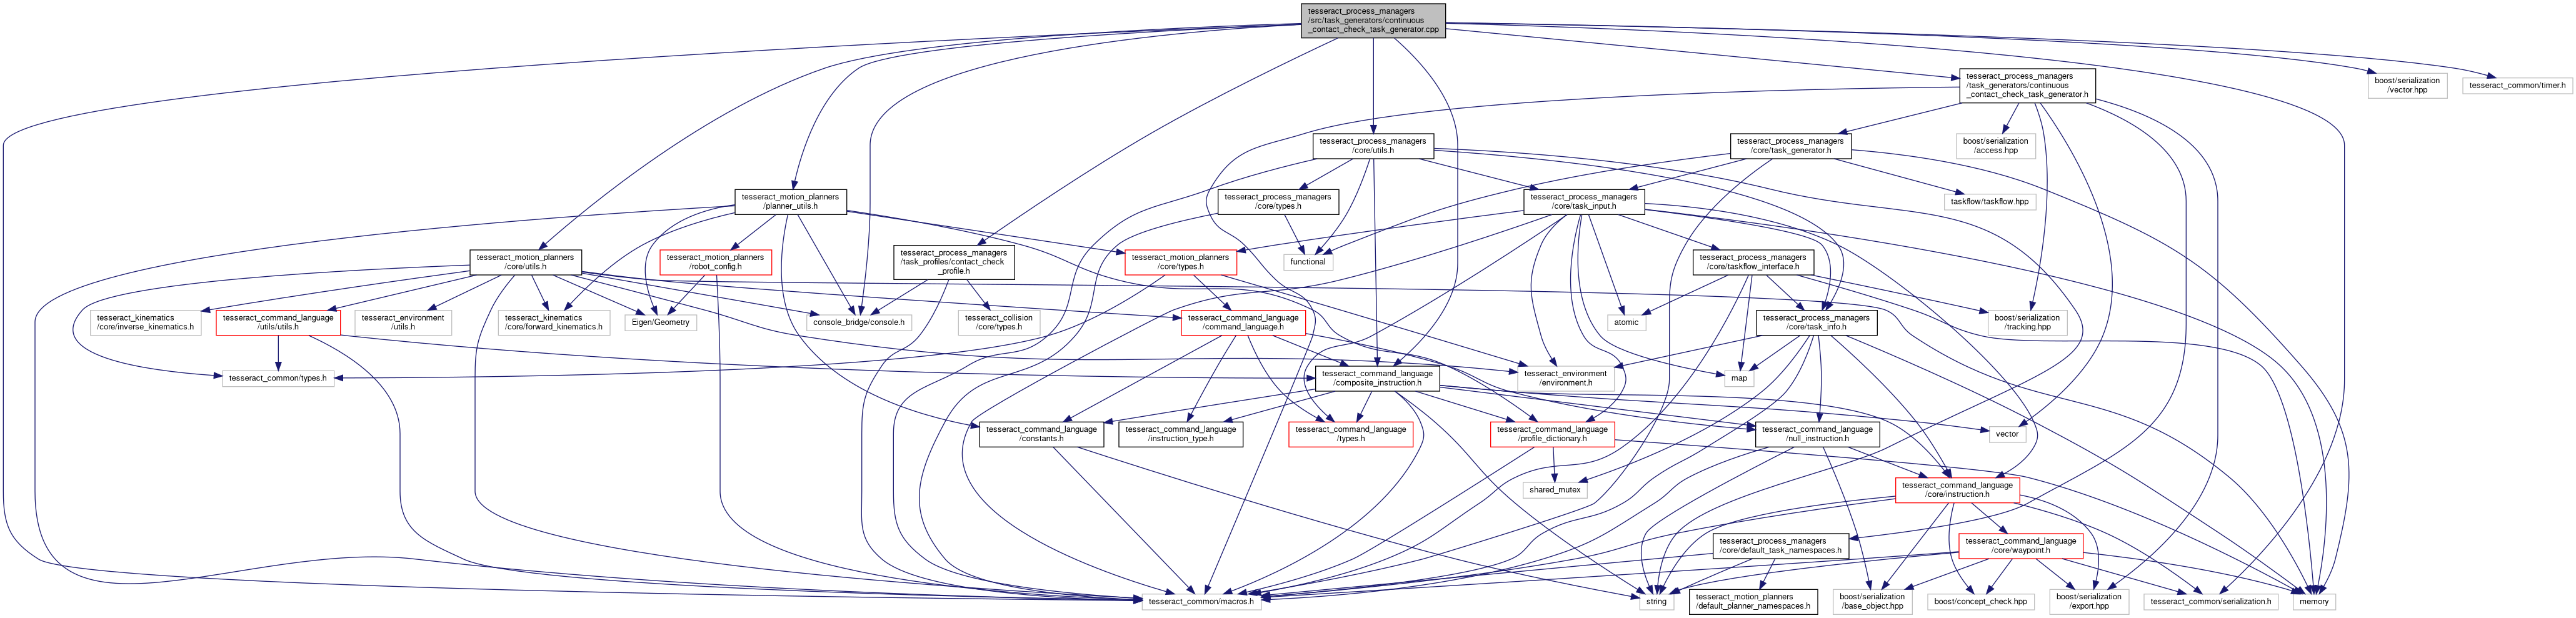 tesseract_process_managers
/src/task_generators/continuous
_contact_check_task_generator.cpp
tesseract_process_managers
/task_generators/continuous
_contact_check_task_generator.h
boost/serialization
/vector.hpp
tesseract_common/timer.h
tesseract_process_managers
/core/utils.h
tesseract_process_managers
/core/task_generator.h
boost/serialization
/access.hpp
tesseract_motion_planners
/planner_utils.h
tesseract_process_managers
/core/types.h
tesseract_process_managers
/core/task_input.h
taskflow/taskflow.hpp
tesseract_motion_planners
/core/utils.h
tesseract_motion_planners
/robot_config.h
tesseract_process_managers
/task_profiles/contact_check
_profile.h
tesseract_motion_planners
/core/types.h
functional
tesseract_process_managers
/core/taskflow_interface.h
tesseract_kinematics
/core/inverse_kinematics.h
tesseract_command_language
/utils/utils.h
tesseract_environment
/utils.h
tesseract_kinematics
/core/forward_kinematics.h
Eigen/Geometry
console_bridge/console.h
tesseract_collision
/core/types.h
tesseract_command_language
/command_language.h
atomic
tesseract_process_managers
/core/task_info.h
boost/serialization
/tracking.hpp
tesseract_common/types.h
tesseract_command_language
/composite_instruction.h
tesseract_environment
/environment.h
map
tesseract_command_language
/constants.h
tesseract_command_language
/instruction_type.h
tesseract_command_language
/types.h
tesseract_command_language
/profile_dictionary.h
tesseract_command_language
/null_instruction.h
vector
shared_mutex
tesseract_command_language
/core/instruction.h
tesseract_process_managers
/core/default_task_namespaces.h
tesseract_command_language
/core/waypoint.h
tesseract_common/macros.h
string
tesseract_motion_planners
/default_planner_namespaces.h
boost/serialization
/base_object.hpp
boost/concept_check.hpp
boost/serialization
/export.hpp
tesseract_common/serialization.h
memory